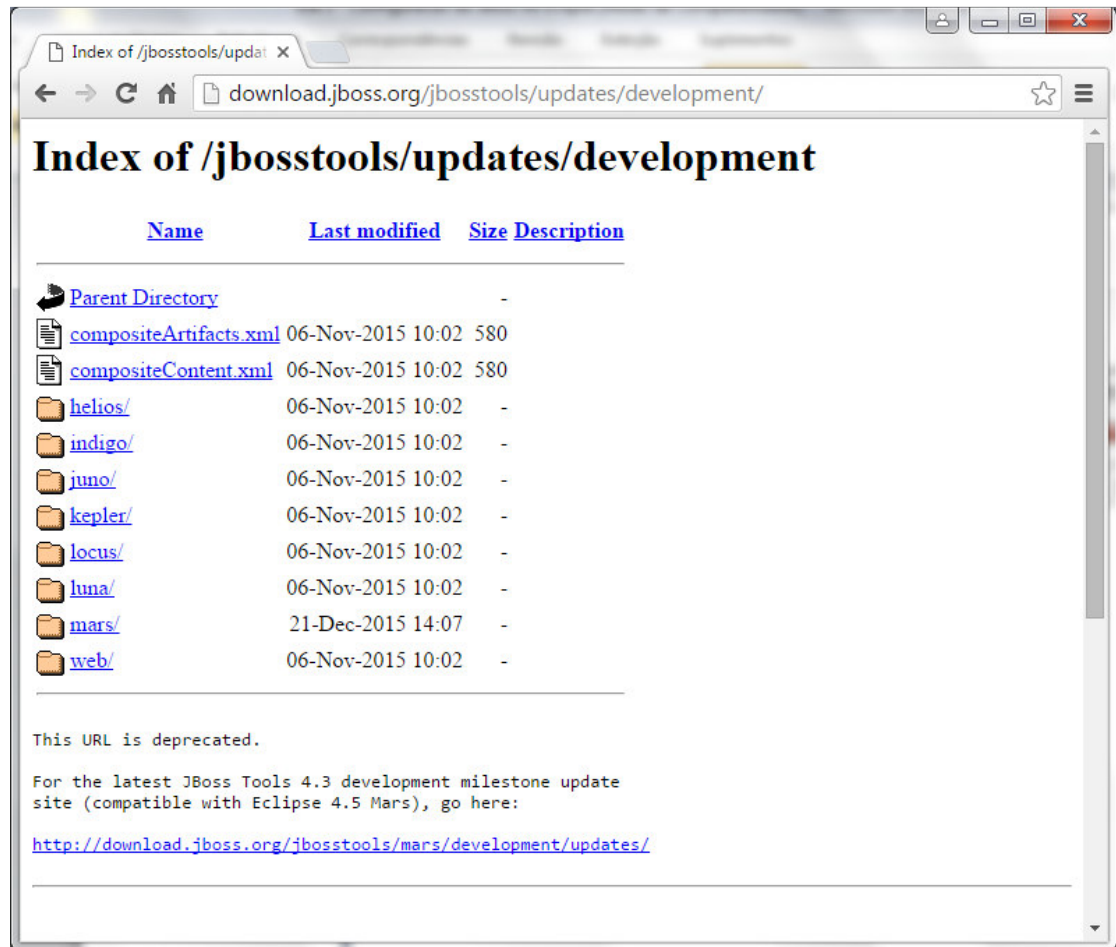 Index of /jbosstools/updat
download.jboss.org/jbosstools/updates/development/
Index of /jbosstools/updates/development
Name Last modified Size Description
Parent Directory -
compositeArtifacts.xml 06-Nov-2015 10:02 580
compositeContent.xml 06-Nov-2015 10:02 580
helios/ 06-Nov-2015 10:02 -
indigo/ 06-Nov-2015 10:02 -
juno/ 06-Nov-2015 10:02 -
kepler/ 06-Nov-2015 10:02 -
locus/ 06-Nov-2015 10:02 -
luna/ 06-Nov-2015 10:02 -
mars/ 21-Dec-2015 14:07 -
web/ 06-Nov-2015 10:02 -
This URL is deprecated.
For the latest JBoss Tools 4.3 development milestone update
site (compatible with Eclipse 4.5 Mars), go here:
http://download.jboss.org/jbosstools/mars/development/updates/